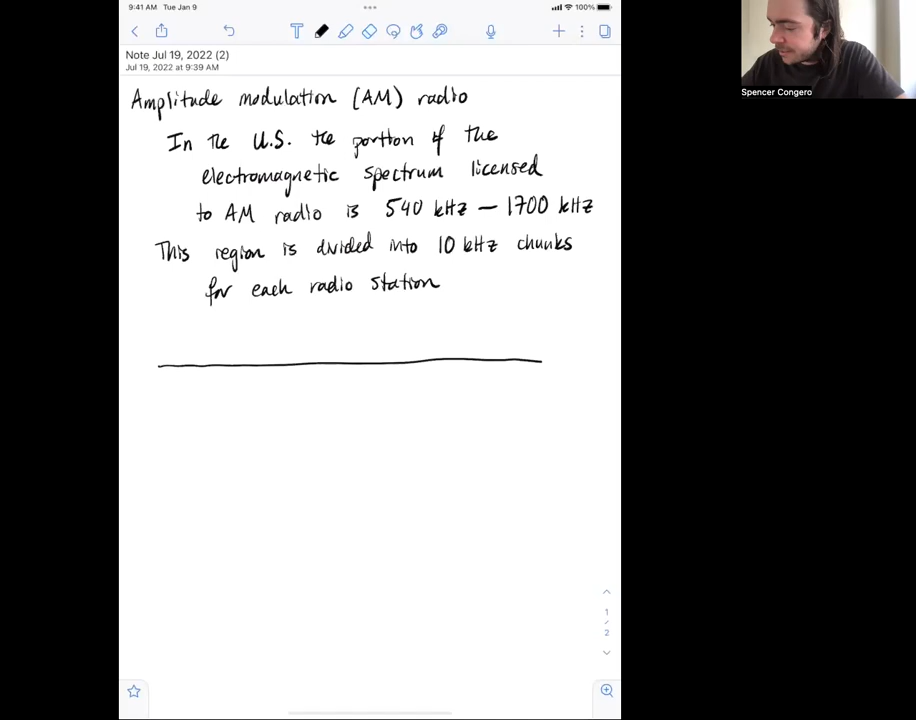 9:41 AM Tue Jan 9
100%
Note Jul 19, 2022 (2)
Jul 19, 2022 at 9:39 AM
Amplitude modulation (AM) radio
In the U.S. the portion of the
electromagnetic spectrum licensed
to AM radio is 540 kHz – 1700 kHz
This region is divided into 10 kHz chunks
for each radio station
1
/
2
Spencer Congero